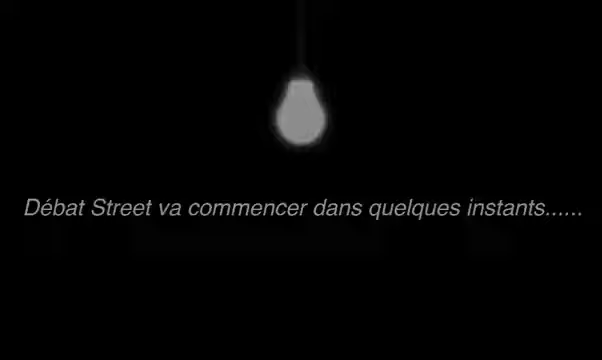 Débat Street va commencer dans quelques instants......